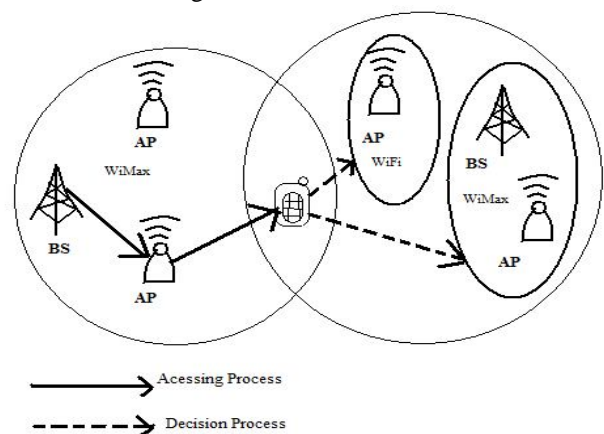 AP
WiMax
BS
AP
AP
WiFi
BS
WiMax
AP
Acessing Process
Decision Process